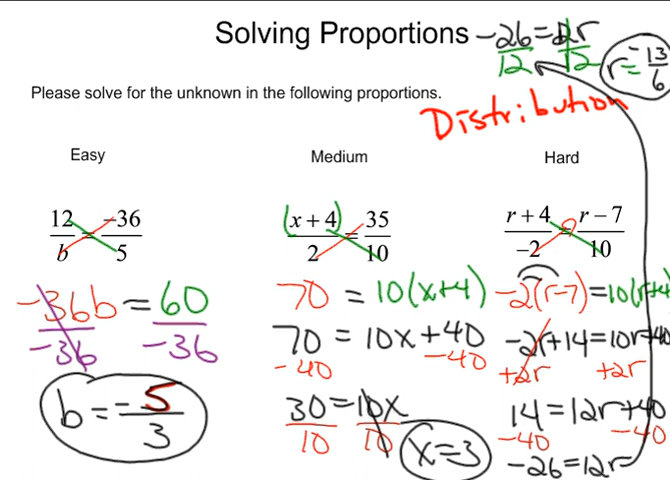 Solving Proportions
-26=12r
12 12
r=-13/6
Please solve for the unknown in the following proportions.
Distribution
Easy
12/b = -36/5
-36b=60
-36 -36
b=-5/3
Medium
(x+4)/2 = 35/10
70 = 10(x+4)
70 = 10x+40
-40 -40
30=10x
10 10
x=3
Hard
r+4/-2 = r-7/10
-2(r-7)=10(r+4
-2r+14=10r+40
+2r +2r
14=12r+40
-40 -40
-26=12r